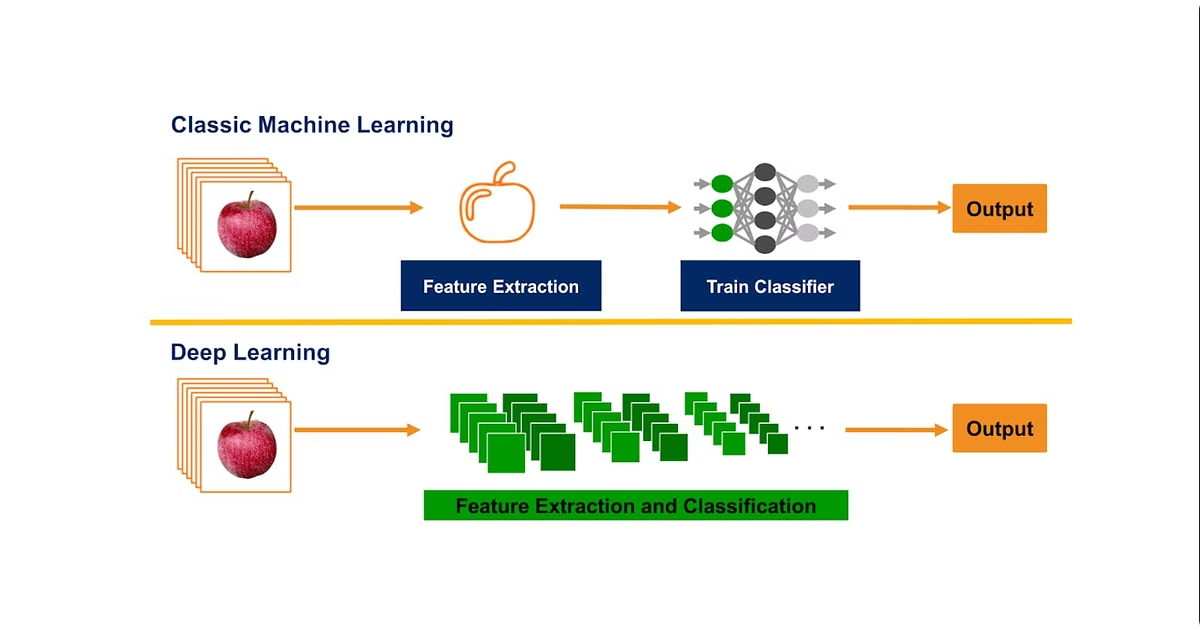 Classic Machine Learning
Output
Feature Extraction
Train Classifier
Deep Learning
. . .
Output
Feature Extraction and Classification